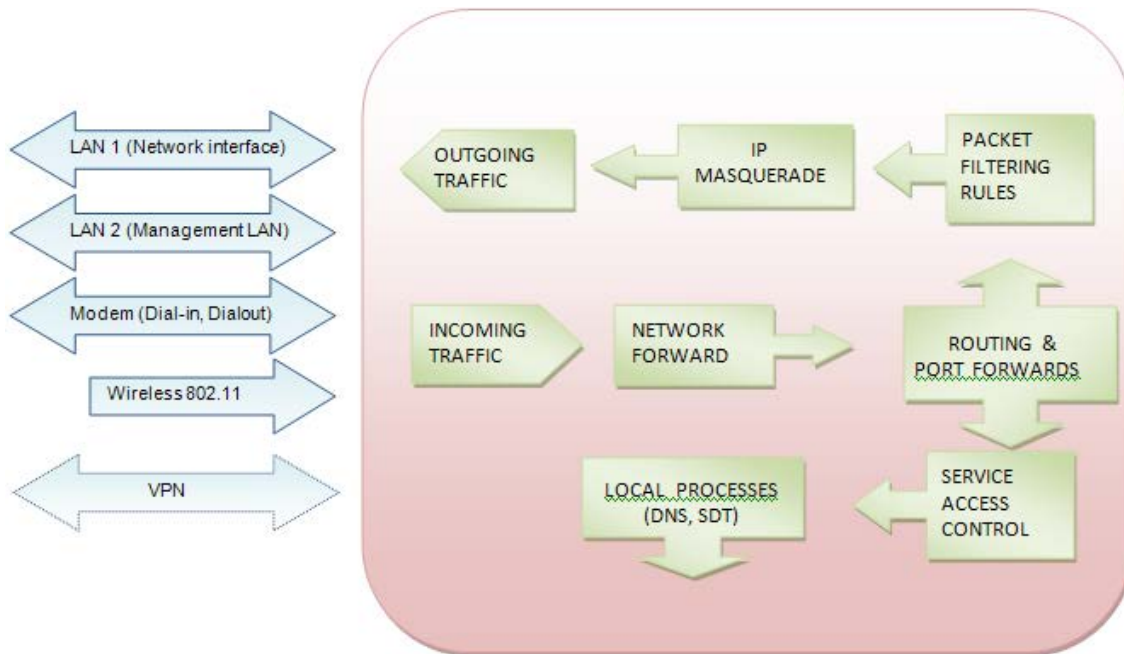 LAN 1 (Network interface)
LAN 2 (Management LAN)
Modem (Dial-in, Dialout)
Wireless 802.11
VPN
OUTGOING
TRAFFIC
IP
MASQUERADE
PACKET
FILTERING
RULES
INCOMING
TRAFFIC
NETWORK
FORWARD
ROUTING &
PORT FORWARDS
LOCAL PROCESSES
(DNS, SDT)
SERVICE
ACCESS
CONTROL